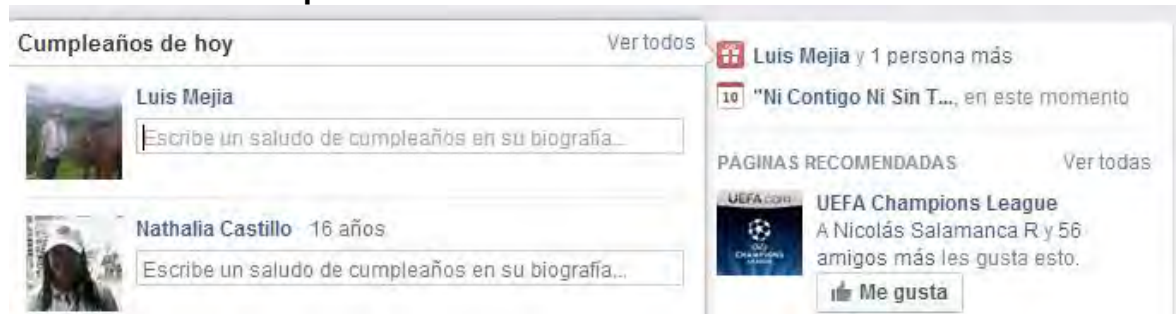 Cumpleaños de hoy
Ver todos
Luis Mejia
Escribe un saludo de cumpleaños en su biografía...
Nathalia Castillo 16 años
Escribe un saludo de cumpleaños en su biografía...
Luis Mejia y 1 persona más
10 "Ni Contigo Ni Sin T..., en este momento
PÁGINAS RECOMENDADAS
Ver todas
UEFA.com
CHAMPIONS
LEAGUE
UEFA Champions League
A Nicolás Salamanca R y 56
amigos más les gusta esto.
Me gusta